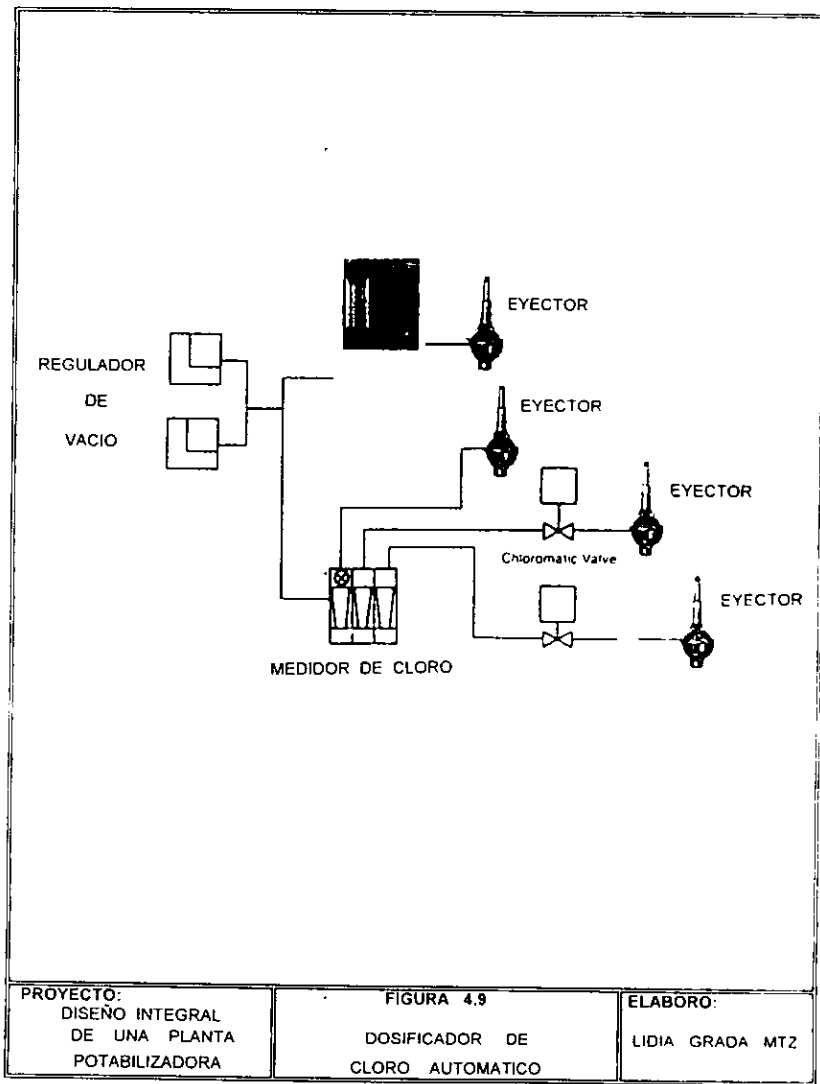 EYECTOR
REGULADOR
DE
VACIO
EYECTOR
EYECTOR
Chloromatic Valve
EYECTOR
MEDIDOR DE CLORO
PROYECTO:
DISEÑO INTEGRAL
DE UNA PLANTA
POTABILIZADORA
FIGURA 4.9
DOSIFICADOR DE
CLORO AUTOMATICO
ELABORO:
LIDIA GRADA MTZ